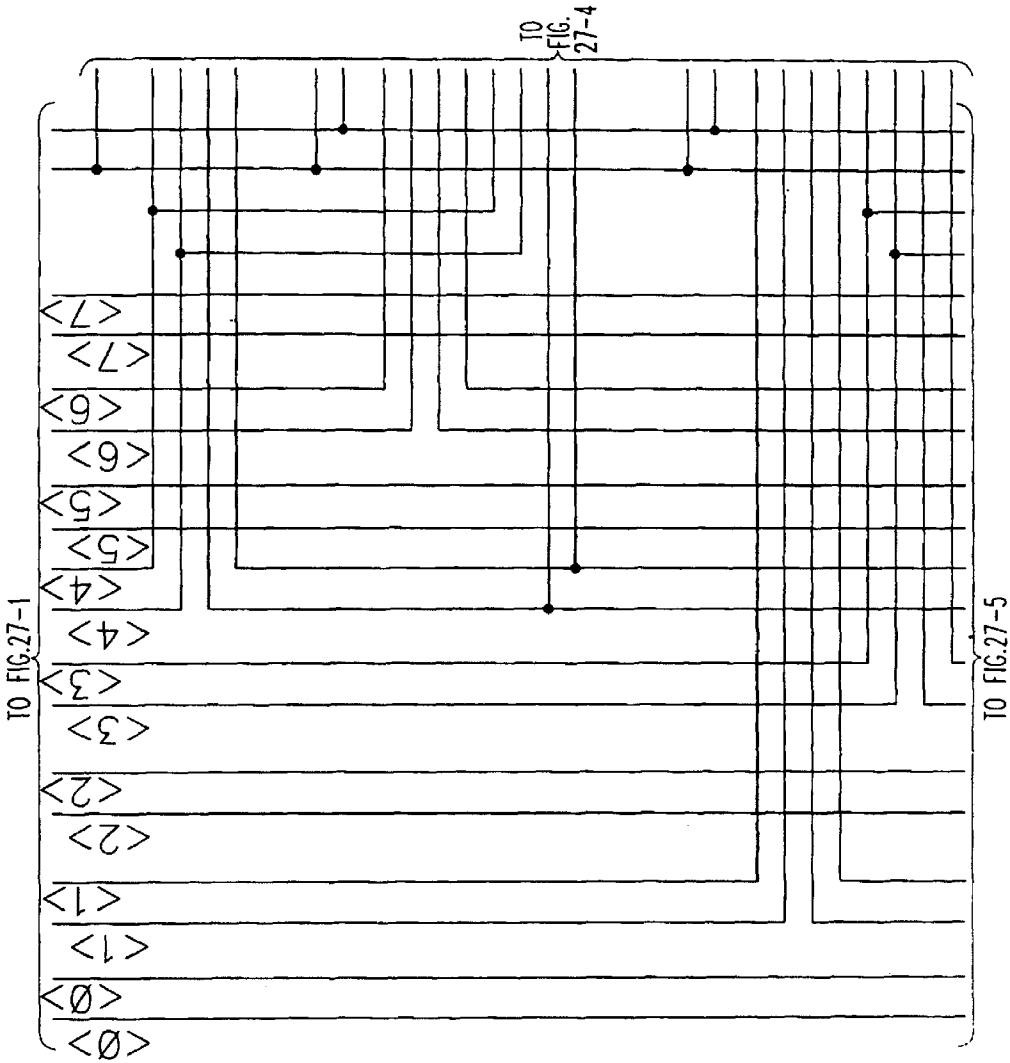 TO
FIG.
27-4
TO FIG.27-1
<7>
<7>
<6>
<6>
<5>
<5>
<4>
<4>
<3>
<3>
<2>
<2>
<1>
<1>
<Ø>
<Ø>
TO FIG.27-5